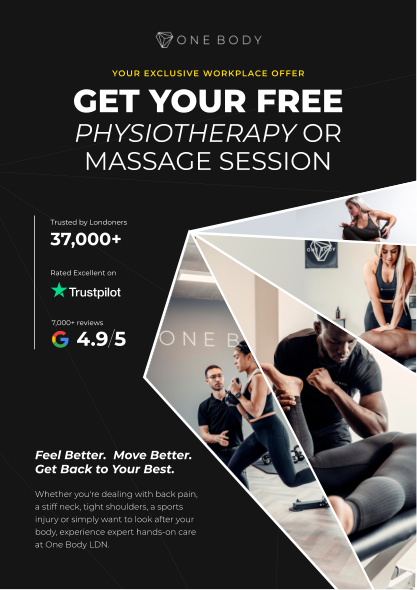 ONE BODY
YOUR EXCLUSIVE WORKPLACE OFFER
GET YOUR FREE
PHYSIOTHERAPY OR
MASSAGE SESSION
Trusted by Londoners
37,000+
Rated Excellent on
Trustpilot
7,000+ reviews
G 4.9/5
ONE B
Feel Better. Move Better.
Get Back to Your Best.
Whether you're dealing with back pain,
a stiff neck, tight shoulders, a sports
injury or simply want to look after your
body, experience expert hands-on care
at One Body LDN.